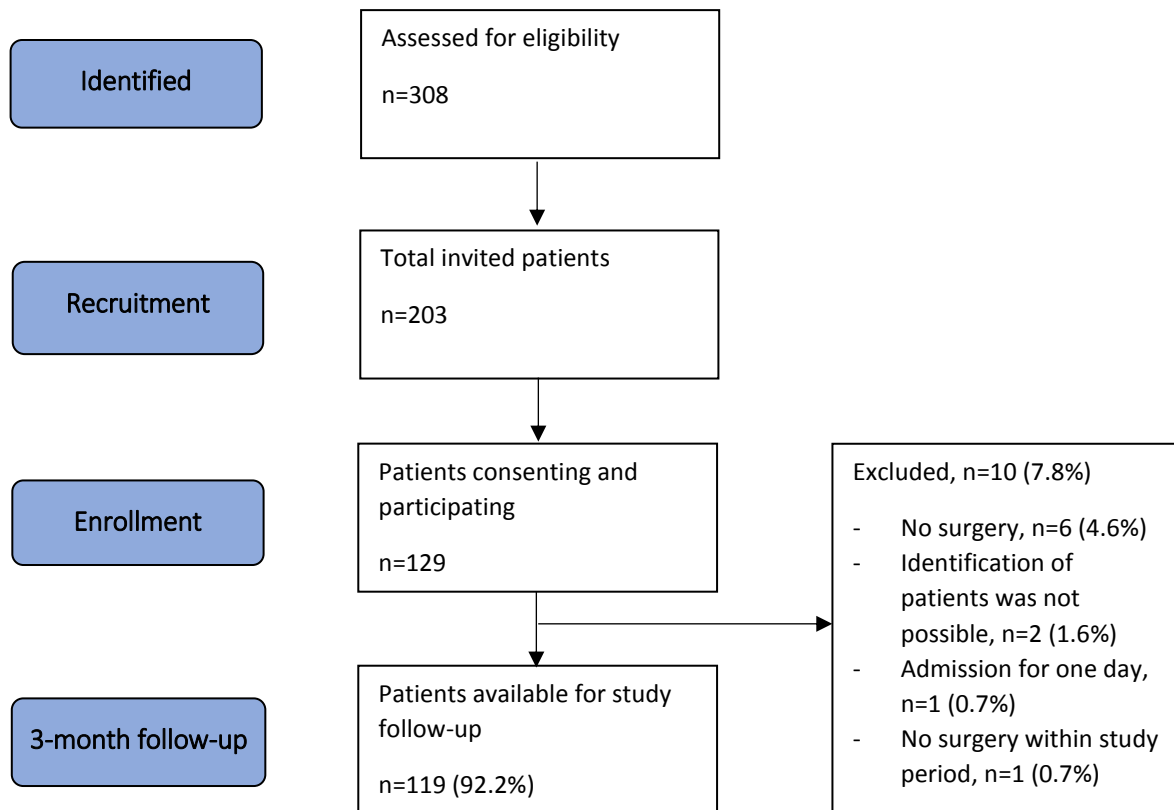 Identified
Assessed for eligibility
n=308
Recruitment
Total invited patients
n=203
Enrollment
Patients consenting and
participating
n=129
Excluded, n=10 (7.8%)
- No surgery, n=6 (4.6%)
- Identification of
patients was not
possible, n=2 (1.6%)
- Admission for one day,
n=1 (0.7%)
- No surgery within study
period, n=1 (0.7%)
3-month follow-up
Patients available for study
follow-up
n=119 (92.2%)